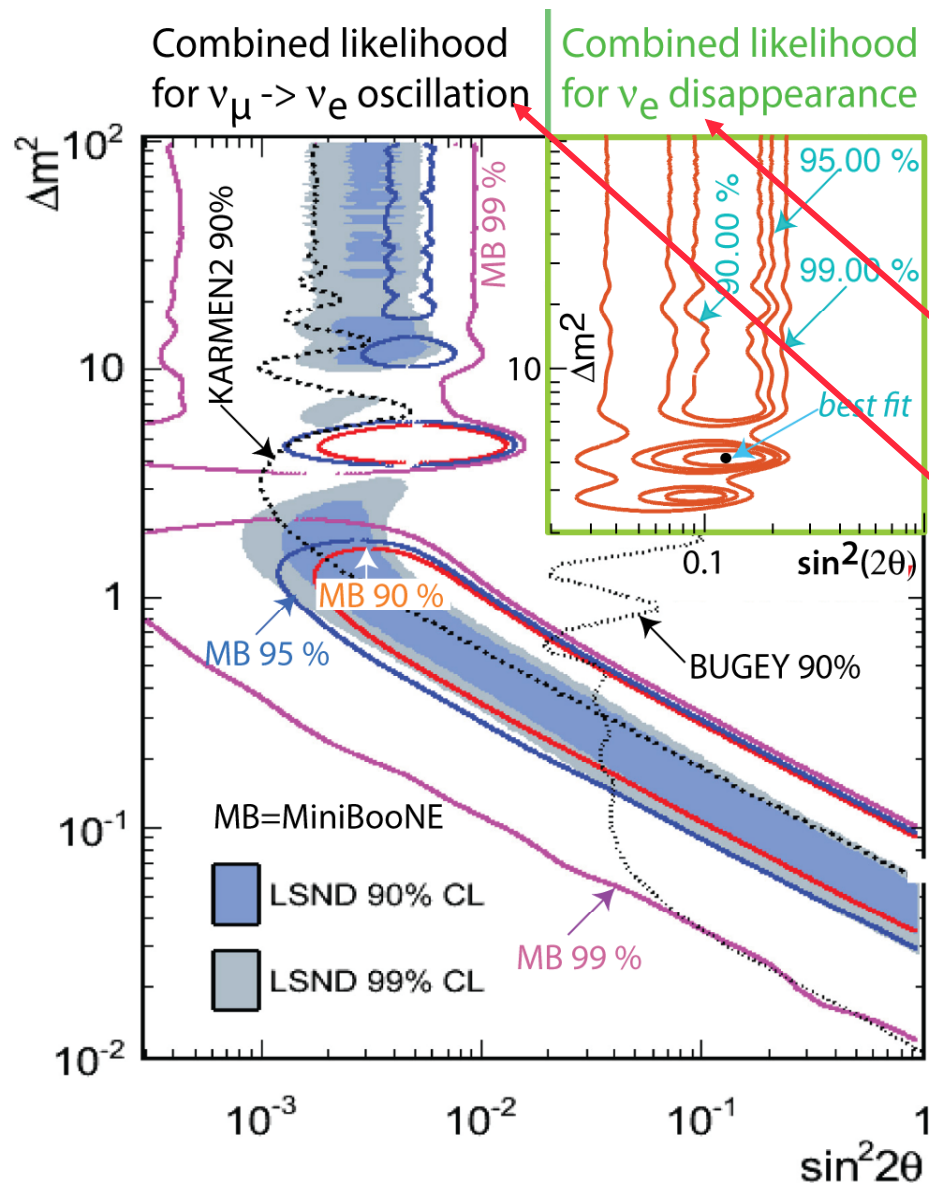 Combined likelihood
for νμ -> νe oscillation
Combined likelihood
for νe disappearance
Δm²
10²
10
1
10⁻¹
10⁻²
KARMEN2 90%
MB 99 %
90.00 %
95.00 %
99.00 %
10
Δm²
best fit
0.1
sin²(2θ)
MB 90 %
MB 95 %
BUGEY 90%
MB=MiniBooNE
LSND 90% CL
LSND 99% CL
MB 99 %
10⁻³
10⁻²
10⁻¹
1
sin²2θ